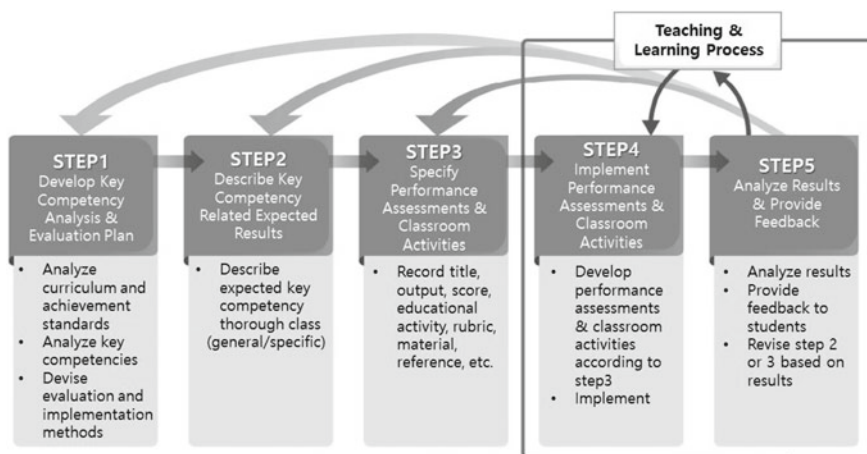 Teaching &
Learning Process
STEP1
Develop Key
Competency
Analysis &
Evaluation Plan
• Analyze
curriculum and
achievement
standards
• Analyze key
competencies
• Devise
evaluation and
implementation
methods
STEP2
Describe Key
Competency
Related Expected
Results
• Describe
expected key
competency
thorough class
(general/specific)
STEP3
Specify
Performance
Assessments &
Classroom
Activities
• Record title,
output, score,
educational
activity, rubric,
material,
reference, etc.
STEP4
Implement
Performance
Assessments &
Classroom
Activities
• Develop
performance
assessments
& classroom
activities
according to
step3
• Implement
STEP5
Analyze Results
& Provide
Feedback
• Analyze results
• Provide
feedback to
students
• Revise step 2
or 3 based on
results